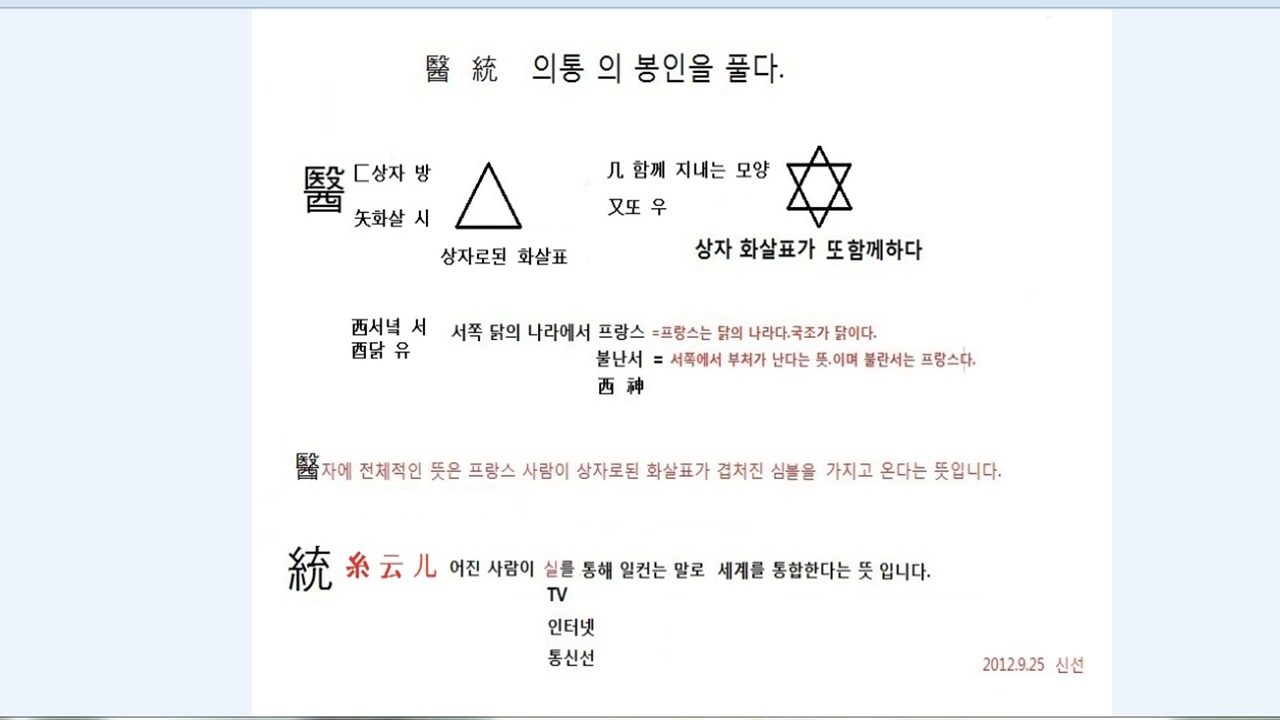 醫 統 의통 의 봉인을 풀다.
醫 匚상자 방
矢화살 시
상자로된 화살표
几 함께 지내는 모양
又또 우
상자 화살표가 또함께하다
西서녘 서
酉닭 유
서쪽 닭의 나라에서 프랑스 =프랑스는 닭의 나라다.국조가 닭이다.
불난서 = 서쪽에서 부처가 난다는 뜻.이며 불란서는 프랑스다.
西 神
醫자에 전체적인 뜻은 프랑스 사람이 상자로된 화살표가 겹처진 심볼을 가지고 온다는 뜻입니다.
統 糸 云 儿 어진 사람이 실를 통해 일컨는 말로 세계를 통합한다는 뜻 입니다.
TV
인터넷
통신선
2012.9.25 신선